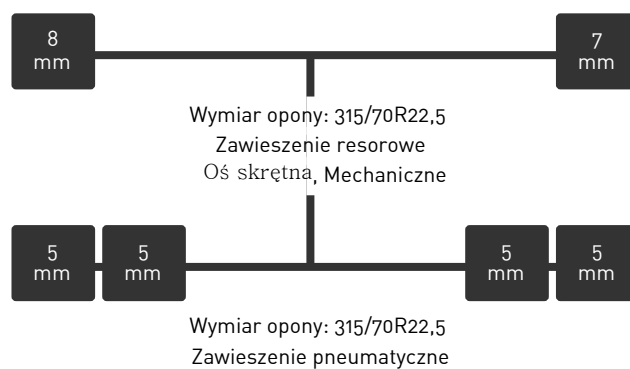 8
mm
7
mm
Wymiar opony: 315/70R22,5
Zawieszenie resorowe
Oś skrętna, Mechaniczne
5
mm
5
mm
5
mm
5
mm
Wymiar opony: 315/70R22,5
Zawieszenie pneumatyczne